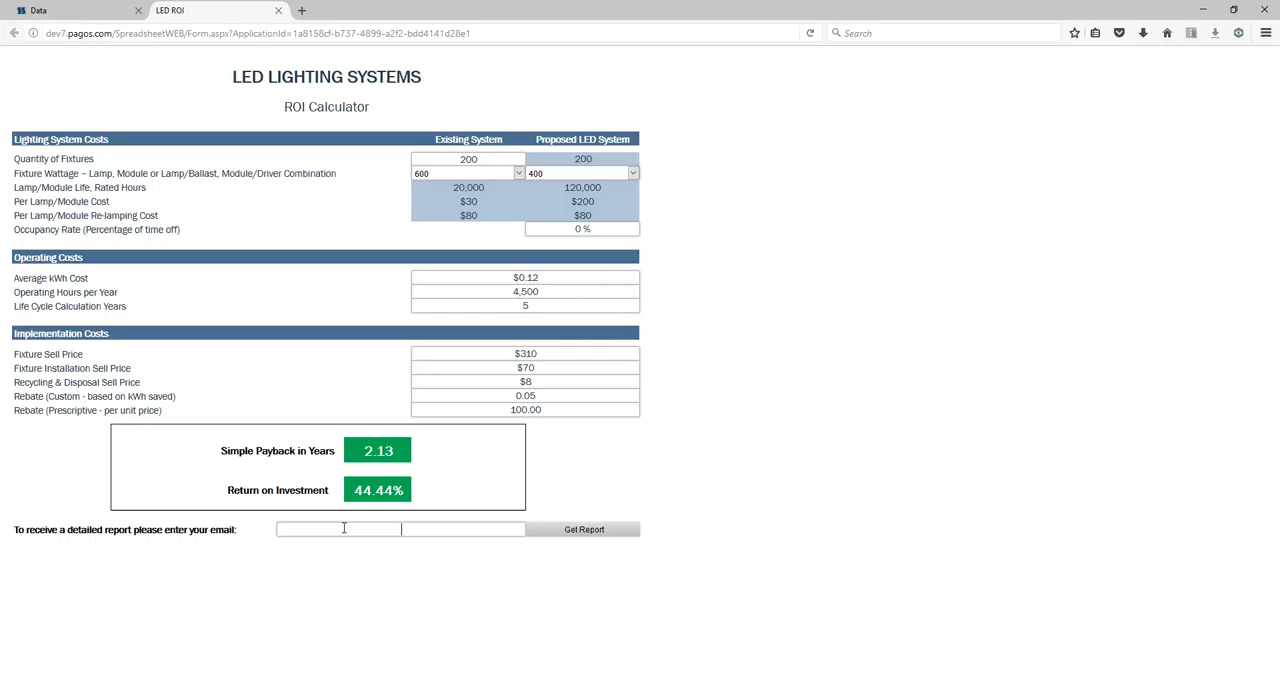 Data
LED ROI
dev7.pagos.com/SpreadsheetWEB/Form.aspx?ApplicationId=1a8158cf-b737-4899-a2f2-bdd4141d28e1
Search
LED LIGHTING SYSTEMS
ROI Calculator
Lighting System Costs Existing System Proposed LED System
Quantity of Fixtures 200 200
Fixture Wattage – Lamp, Module or Lamp/Ballast, Module/Driver Combination 600 400
Lamp/Module Life, Rated Hours 20,000 120,000
Per Lamp/Module Cost $30 $200
Per Lamp/Module Re-lamping Cost $80 $80
Occupancy Rate (Percentage of time off) 0 %
Operating Costs
Average kWh Cost $0.12
Operating Hours per Year 4,500
Life Cycle Calculation Years 5
Implementation Costs
Fixture Sell Price $310
Fixture Installation Sell Price $70
Recycling & Disposal Sell Price $8
Rebate (Custom - based on kWh saved) 0.05
Rebate (Prescriptive - per unit price) 100.00
Simple Payback in Years 2.13
Return on Investment 44.44%
To receive a detailed report please enter your email: Get Report